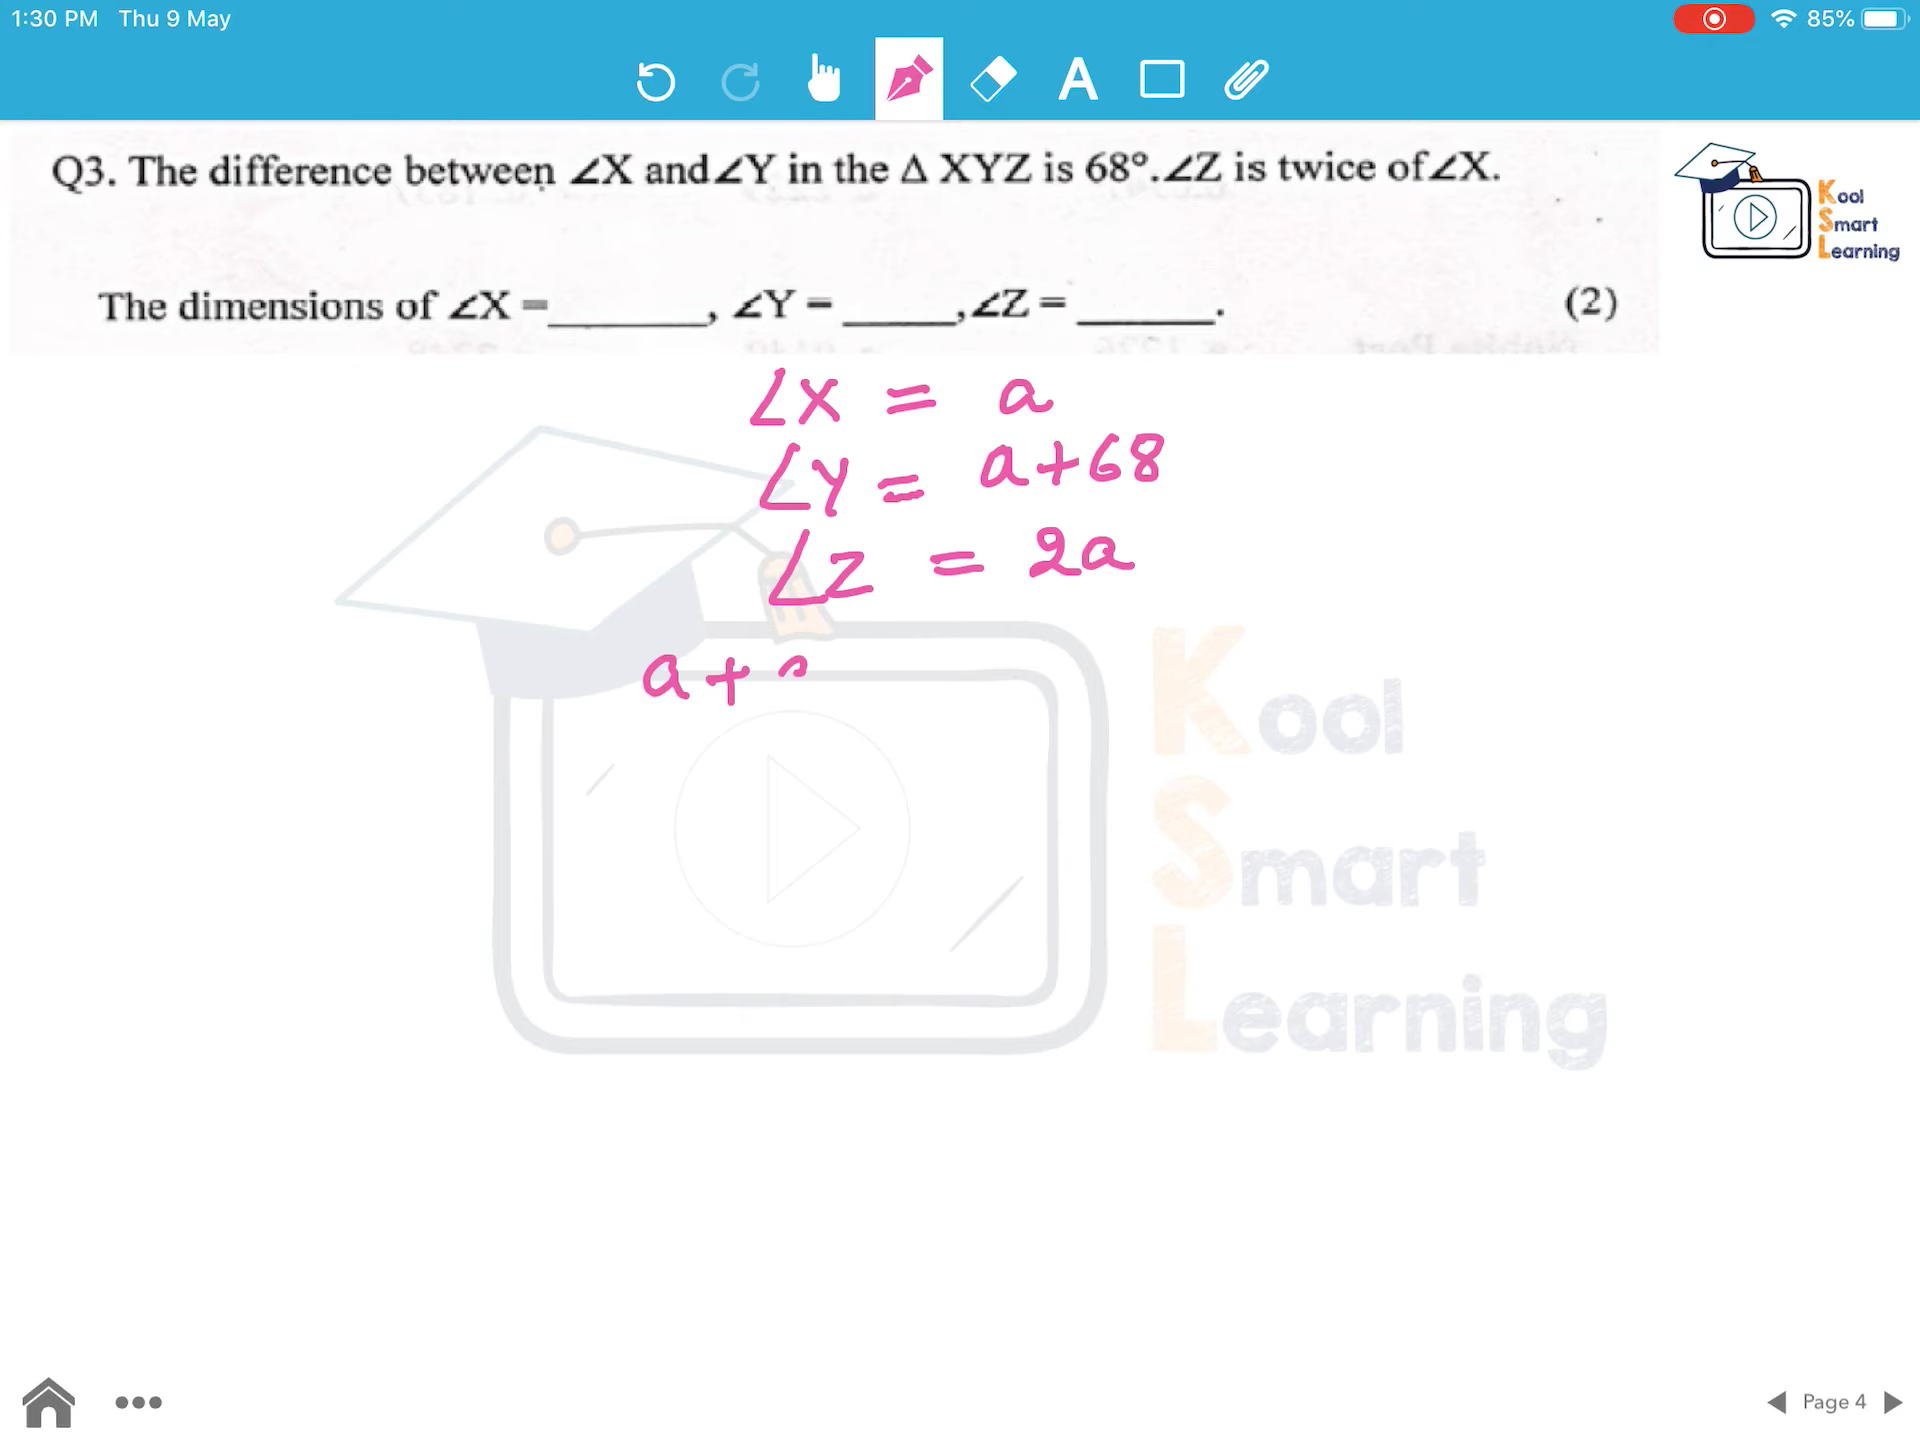 1:30 PM Thu 9 May 85%
A
Q3. The difference between ∠X and∠Y in the Δ XYZ is 68°.∠Z is twice of∠X.
The dimensions of ∠X =______, ∠Y = _____,∠Z = ______. (2)
Kool
Smart
Learning
∠X = a
∠Y = a+68
∠Z = 2a
a +
Kool
Smart
Learning
Page 4